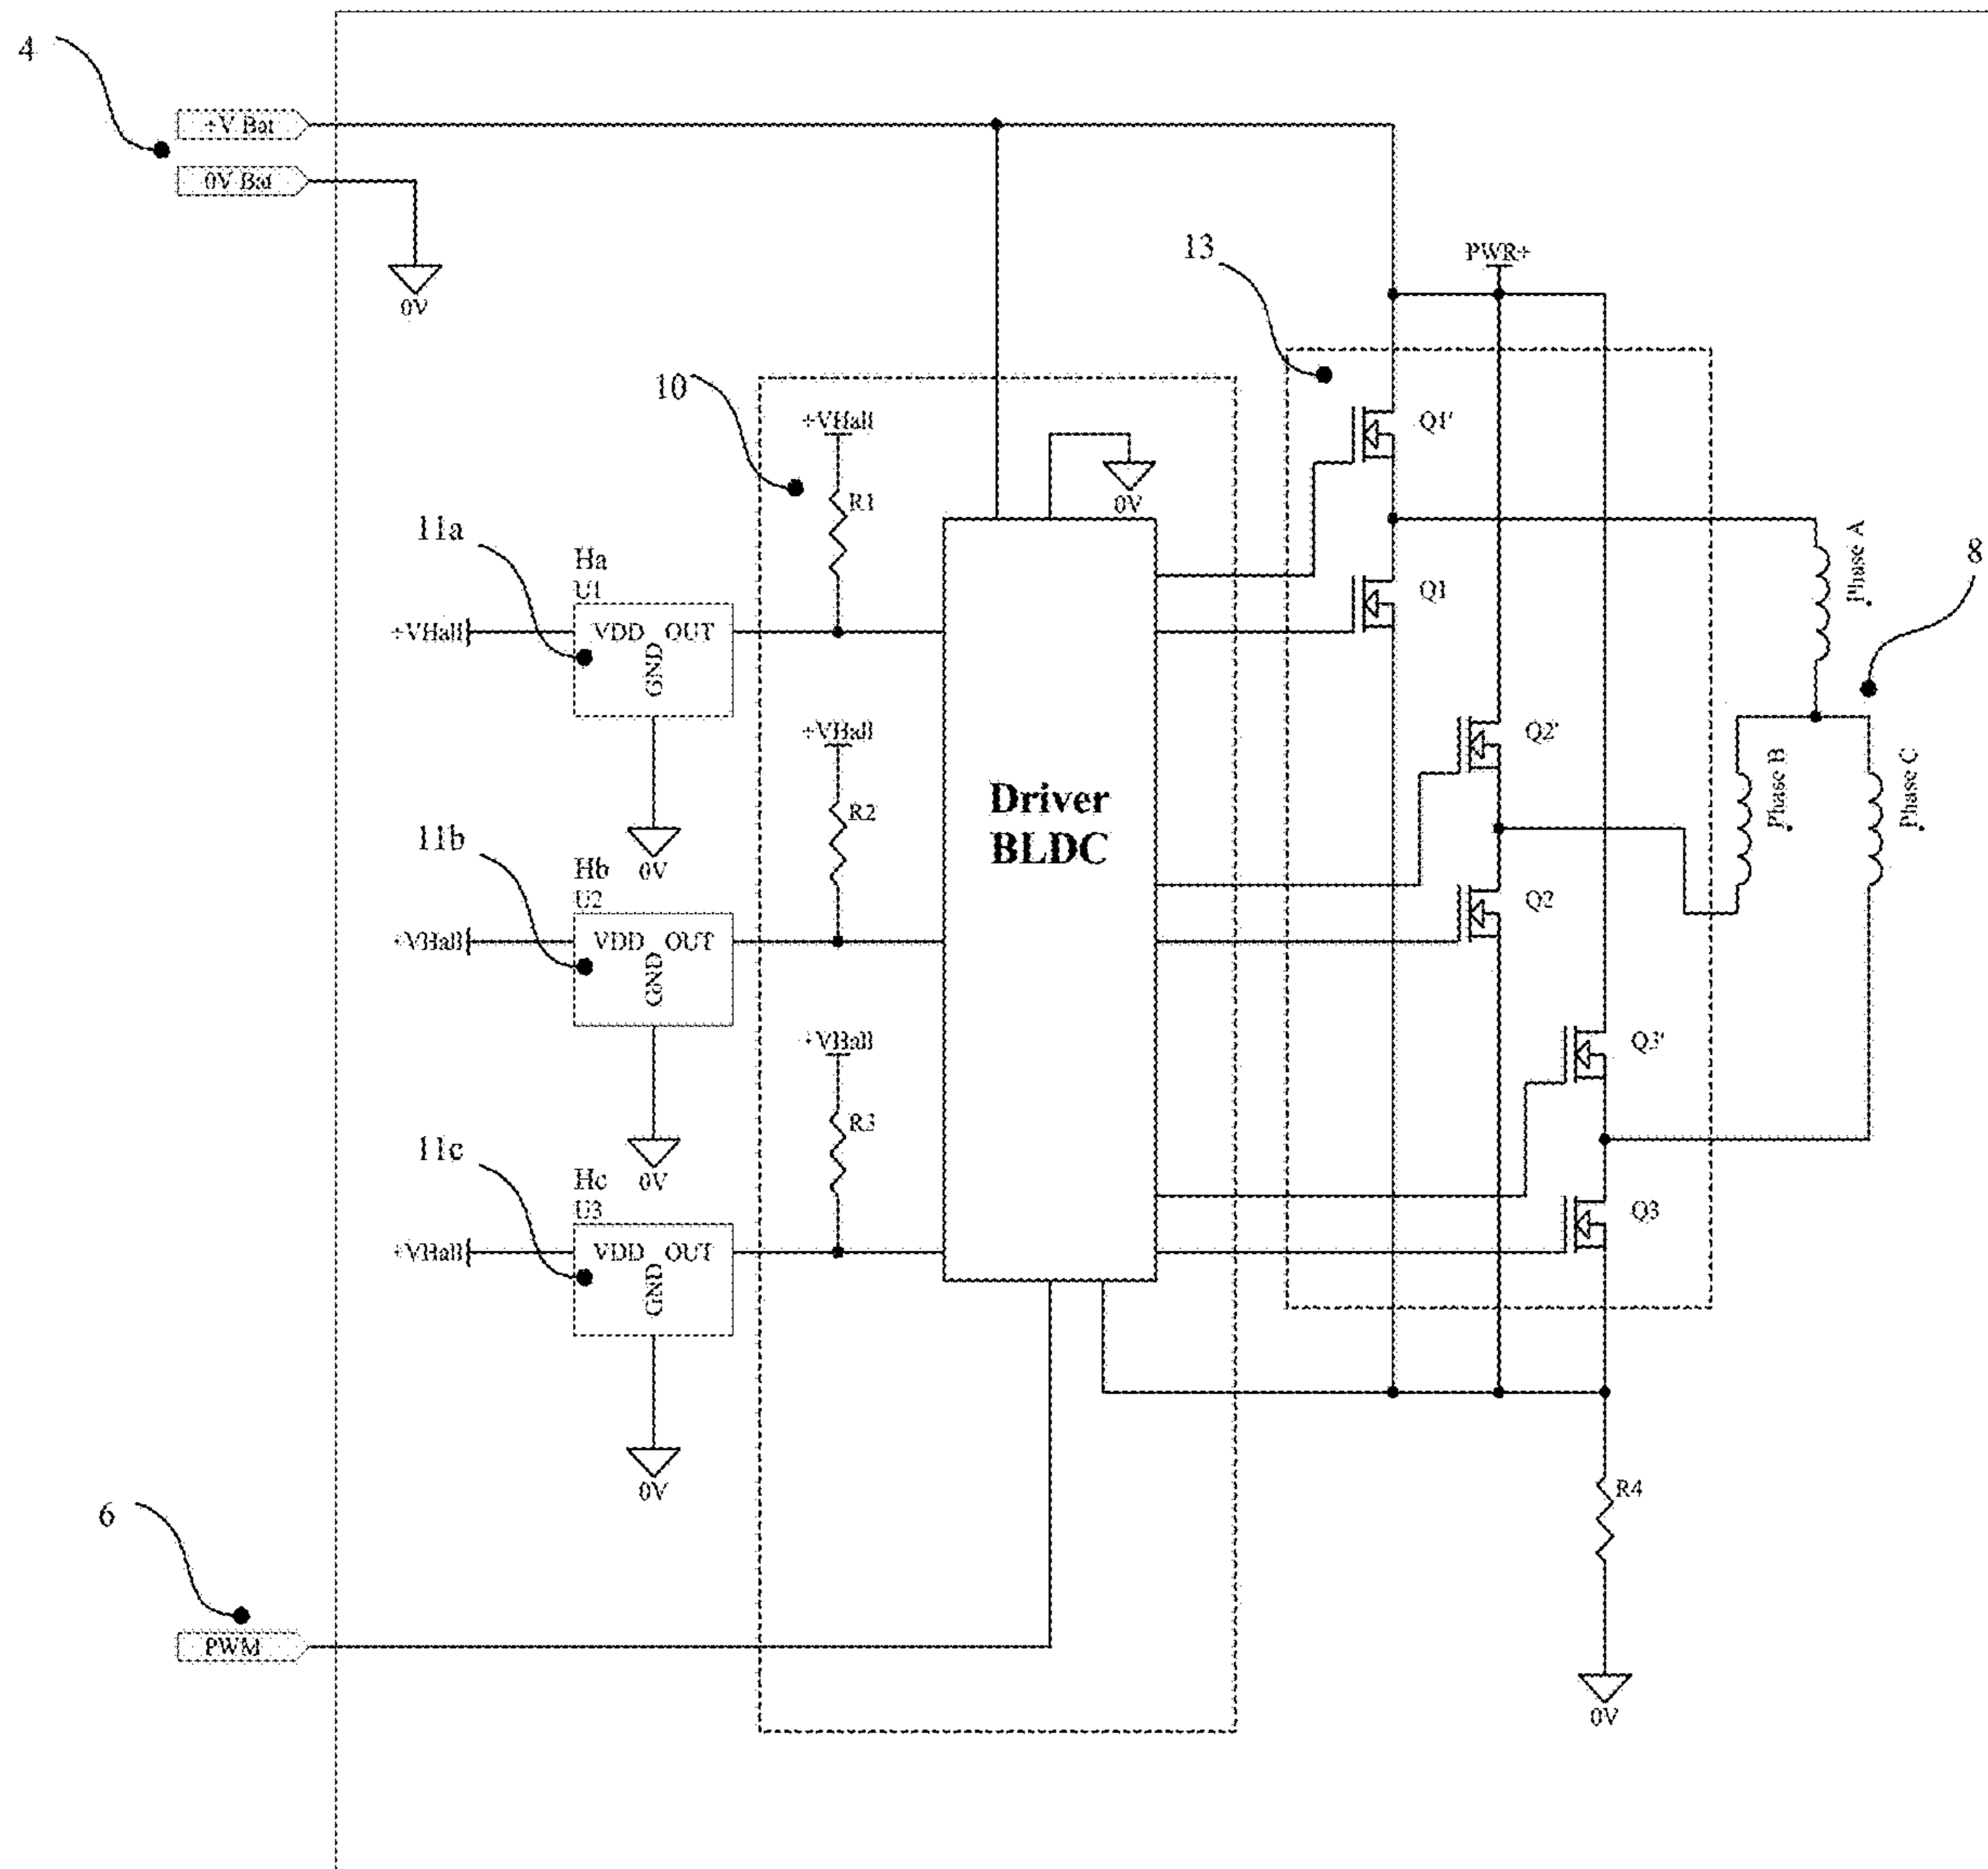 4
+V Bat
0V Bat
0V
13
PWR+
10
+VHall
R1
0V
Q1'
Q1
Phase A
8
11a
Ha
U1
+VHall
VDD
OUT
GND
0V
+VHall
R2
Driver
BLDC
Q2'
Q2
Phase B
Phase C
11b
Hb
U2
+VHall
VDD
OUT
GND
0V
+VHall
R3
Q3'
Q3
11c
Hc
U3
+VHall
VDD
OUT
GND
0V
R4
0V
6
PWM